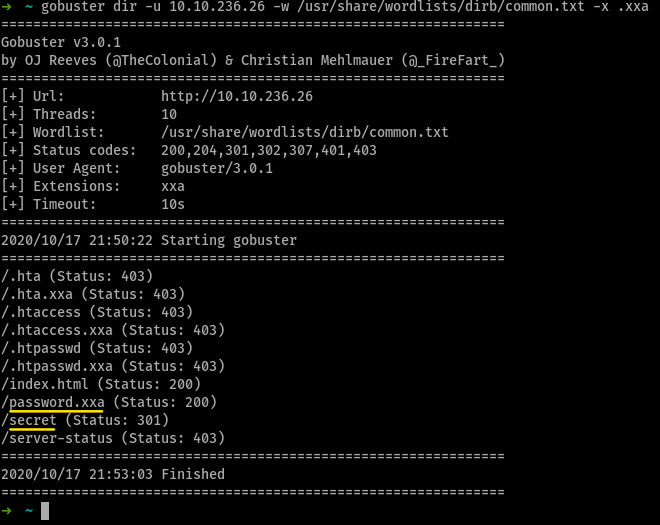 → ~ gobuster dir -u 10.10.236.26 -w /usr/share/wordlists/dirb/common.txt -x .xxa
===============================================================
Gobuster v3.0.1
by OJ Reeves (@TheColonial) & Christian Mehlmauer (@_FireFart_)
===============================================================
[+] Url:            http://10.10.236.26
[+] Threads:        10
[+] Wordlist:       /usr/share/wordlists/dirb/common.txt
[+] Status codes:   200,204,301,302,307,401,403
[+] User Agent:     gobuster/3.0.1
[+] Extensions:     xxa
[+] Timeout:        10s
===============================================================
2020/10/17 21:50:22 Starting gobuster
===============================================================
/.hta (Status: 403)
/.hta.xxa (Status: 403)
/.htaccess (Status: 403)
/.htaccess.xxa (Status: 403)
/.htpasswd (Status: 403)
/.htpasswd.xxa (Status: 403)
/index.html (Status: 200)
/password.xxa (Status: 200)
/secret (Status: 301)
/server-status (Status: 403)
===============================================================
2020/10/17 21:53:03 Finished
===============================================================
→ ~